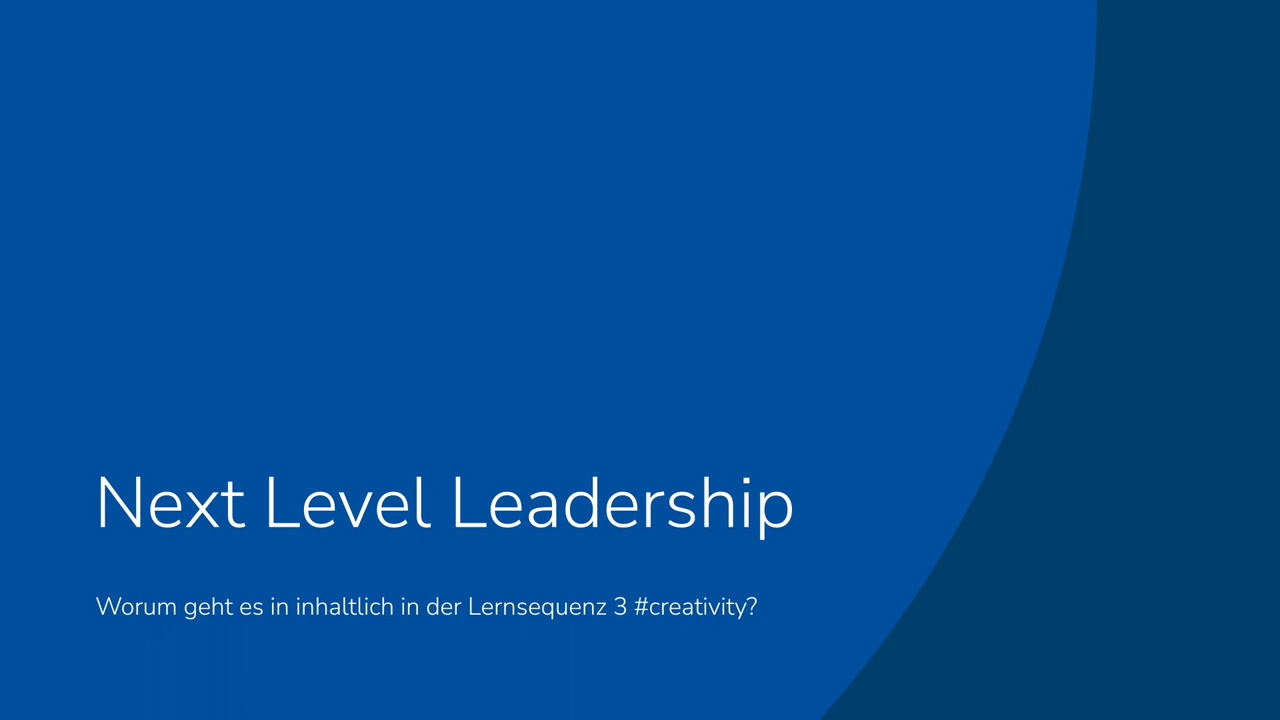 Next Level Leadership
Worum geht es in inhaltlich in der Lernsequenz 3 #creativity?